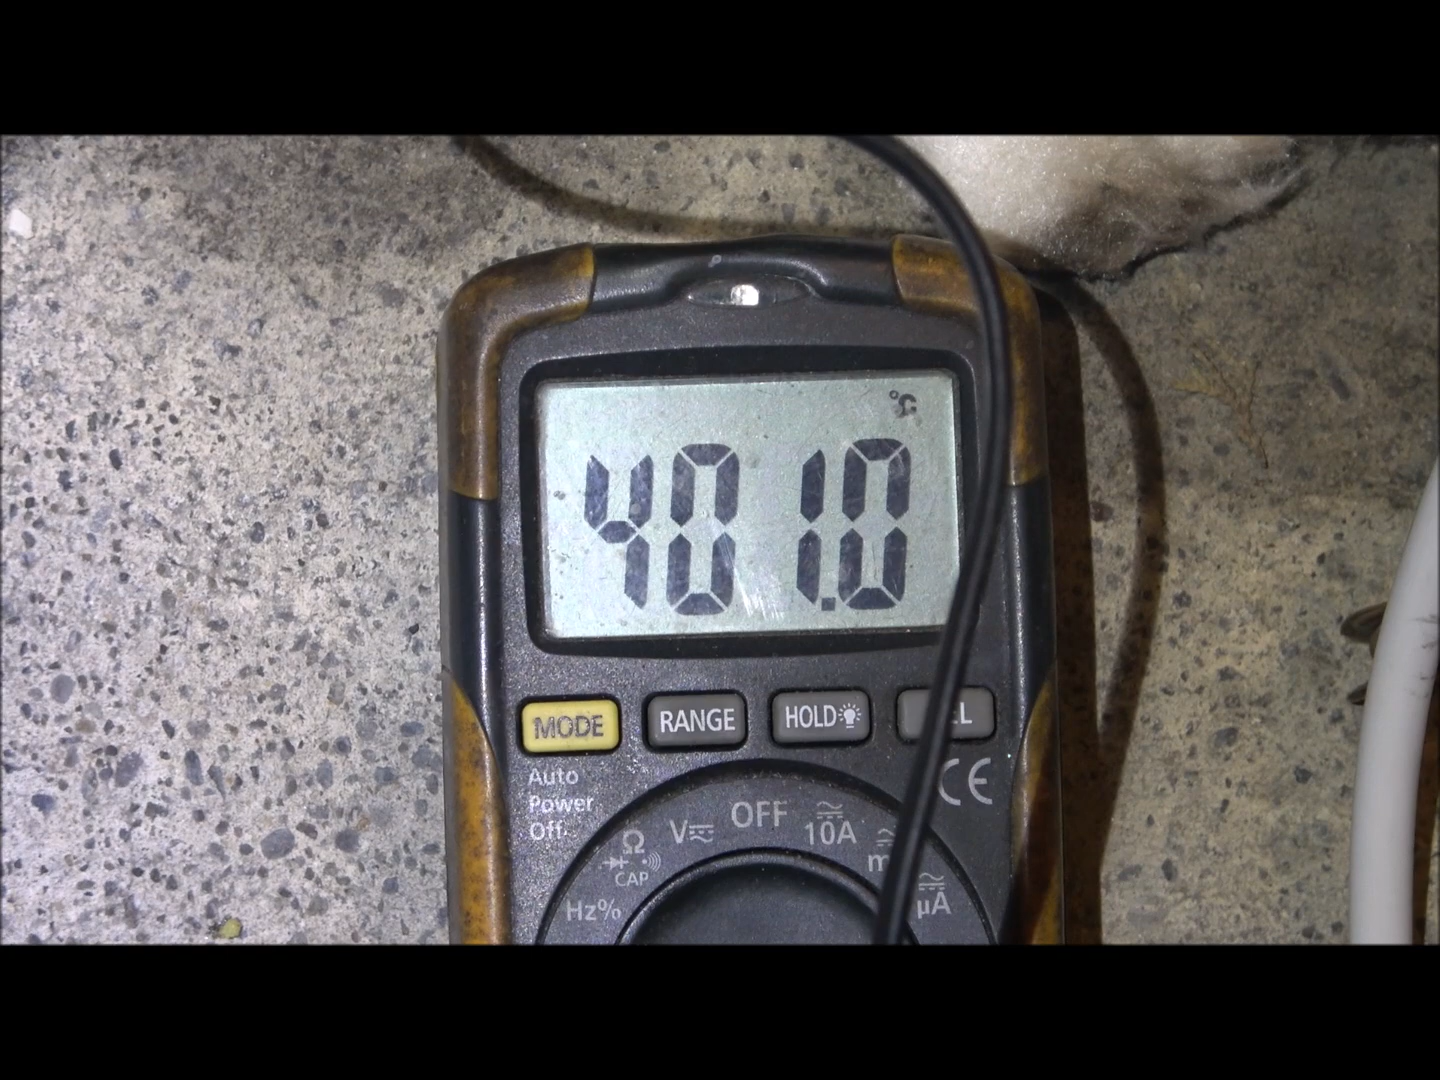 °C
401.0
MODE RANGE HOLD
CE
Auto
Power
Off
OFF
V 10A
Ω
CAP
Hz% µA